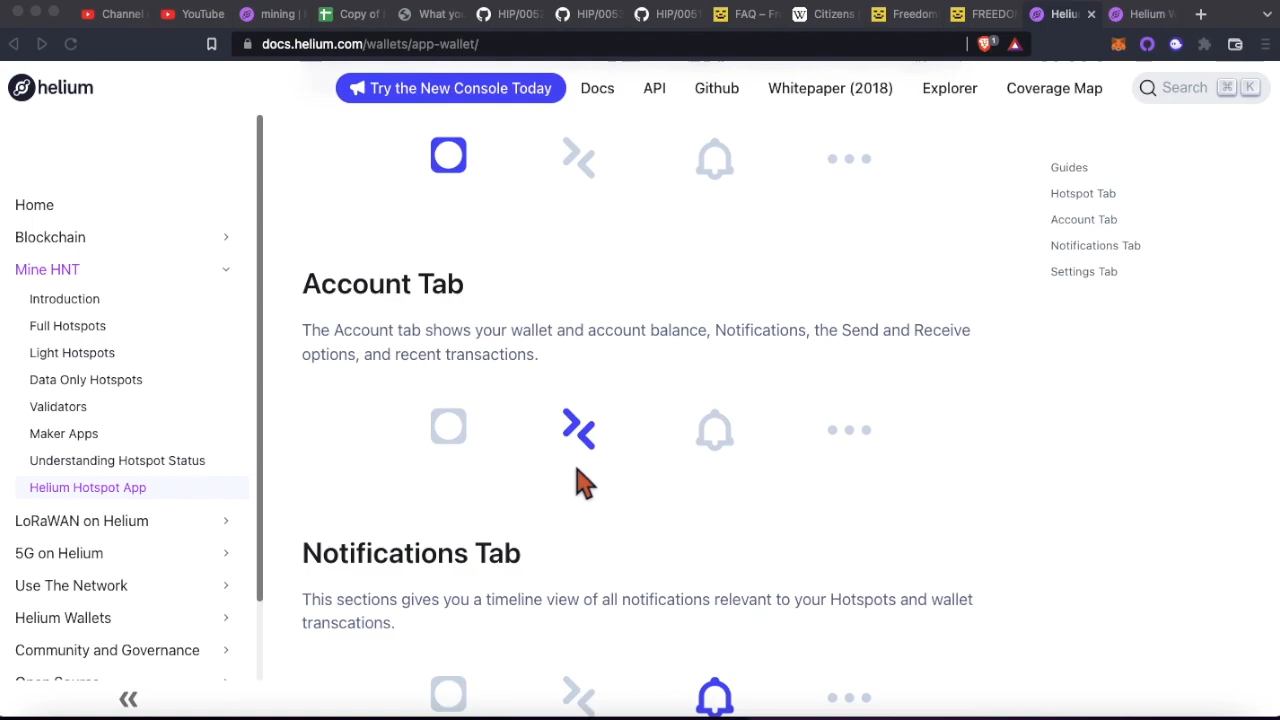 Channel
YouTube
mining |
Copy of
What you
HIP/005
HIP/005
HIP/005
FAQ – Fr
Citizens
Freedom
FREEDO
Helium
Helium W
docs.helium.com/wallets/app-wallet/
1
helium
Try the New Console Today
Docs
API
Github
Whitepaper (2018)
Explorer
Coverage Map
Search
⌘
K
Home
Blockchain
Mine HNT
Introduction
Full Hotspots
Light Hotspots
Data Only Hotspots
Validators
Maker Apps
Understanding Hotspot Status
Helium Hotspot App
LoRaWAN on Helium
5G on Helium
Use The Network
Helium Wallets
Community and Governance
Open Source
Account Tab
The Account tab shows your wallet and account balance, Notifications, the Send and Receive
options, and recent transactions.
Notifications Tab
This sections gives you a timeline view of all notifications relevant to your Hotspots and wallet
transcations.
Guides
Hotspot Tab
Account Tab
Notifications Tab
Settings Tab